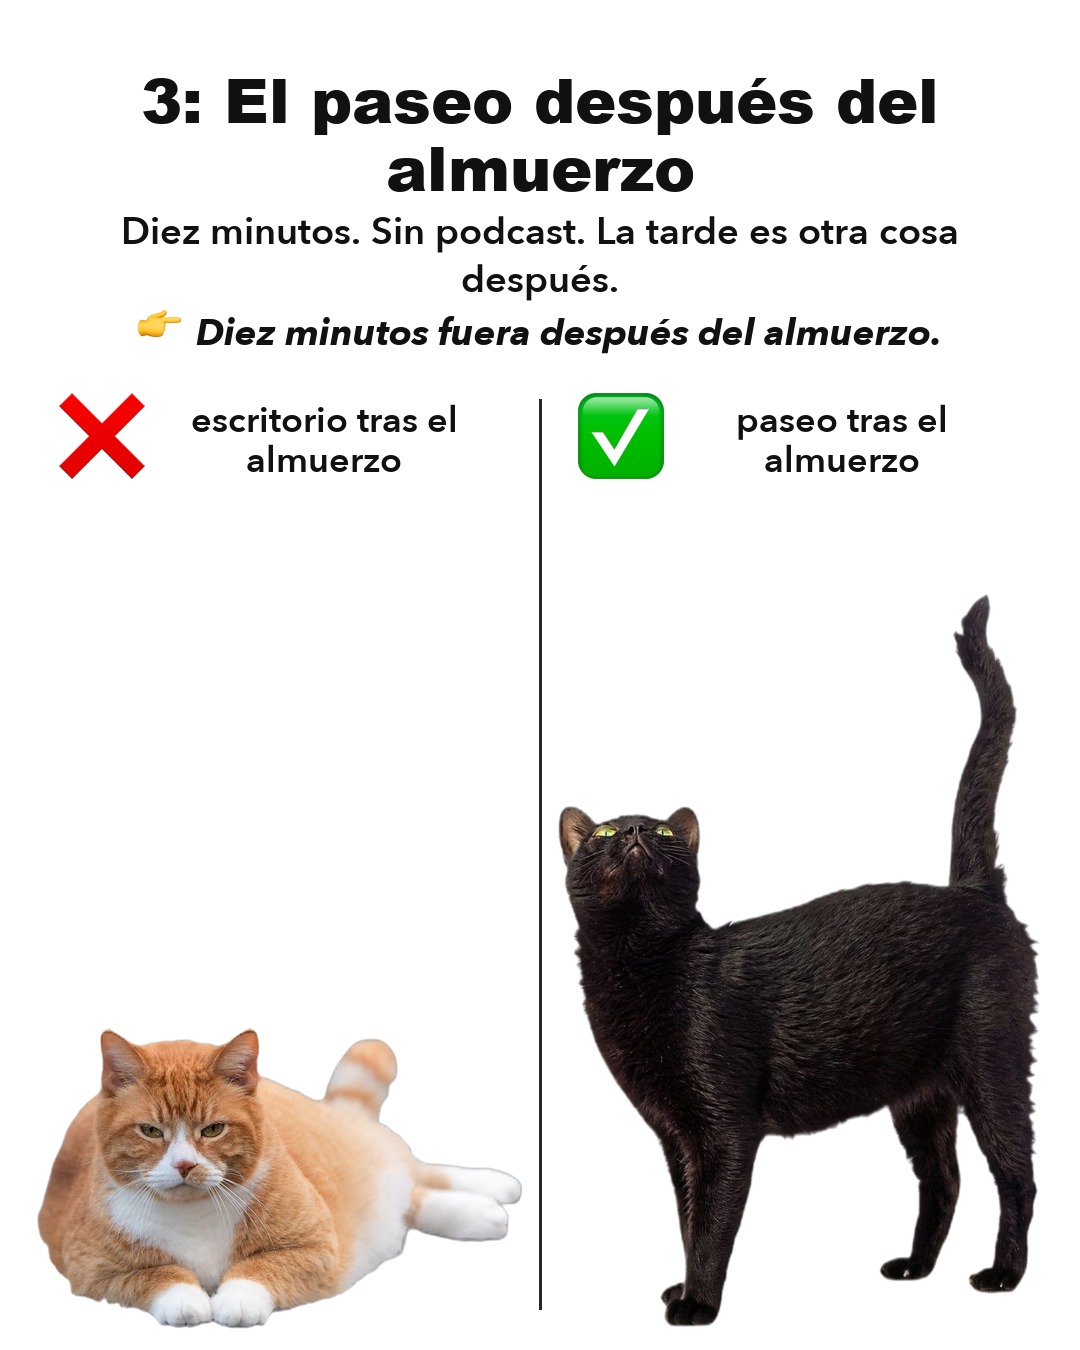 3: El paseo después del
almuerzo
Diez minutos. Sin podcast. La tarde es otra cosa
después.
👉 Diez minutos fuera después del almuerzo.
❌ escritorio tras el
almuerzo
✅ paseo tras el
almuerzo